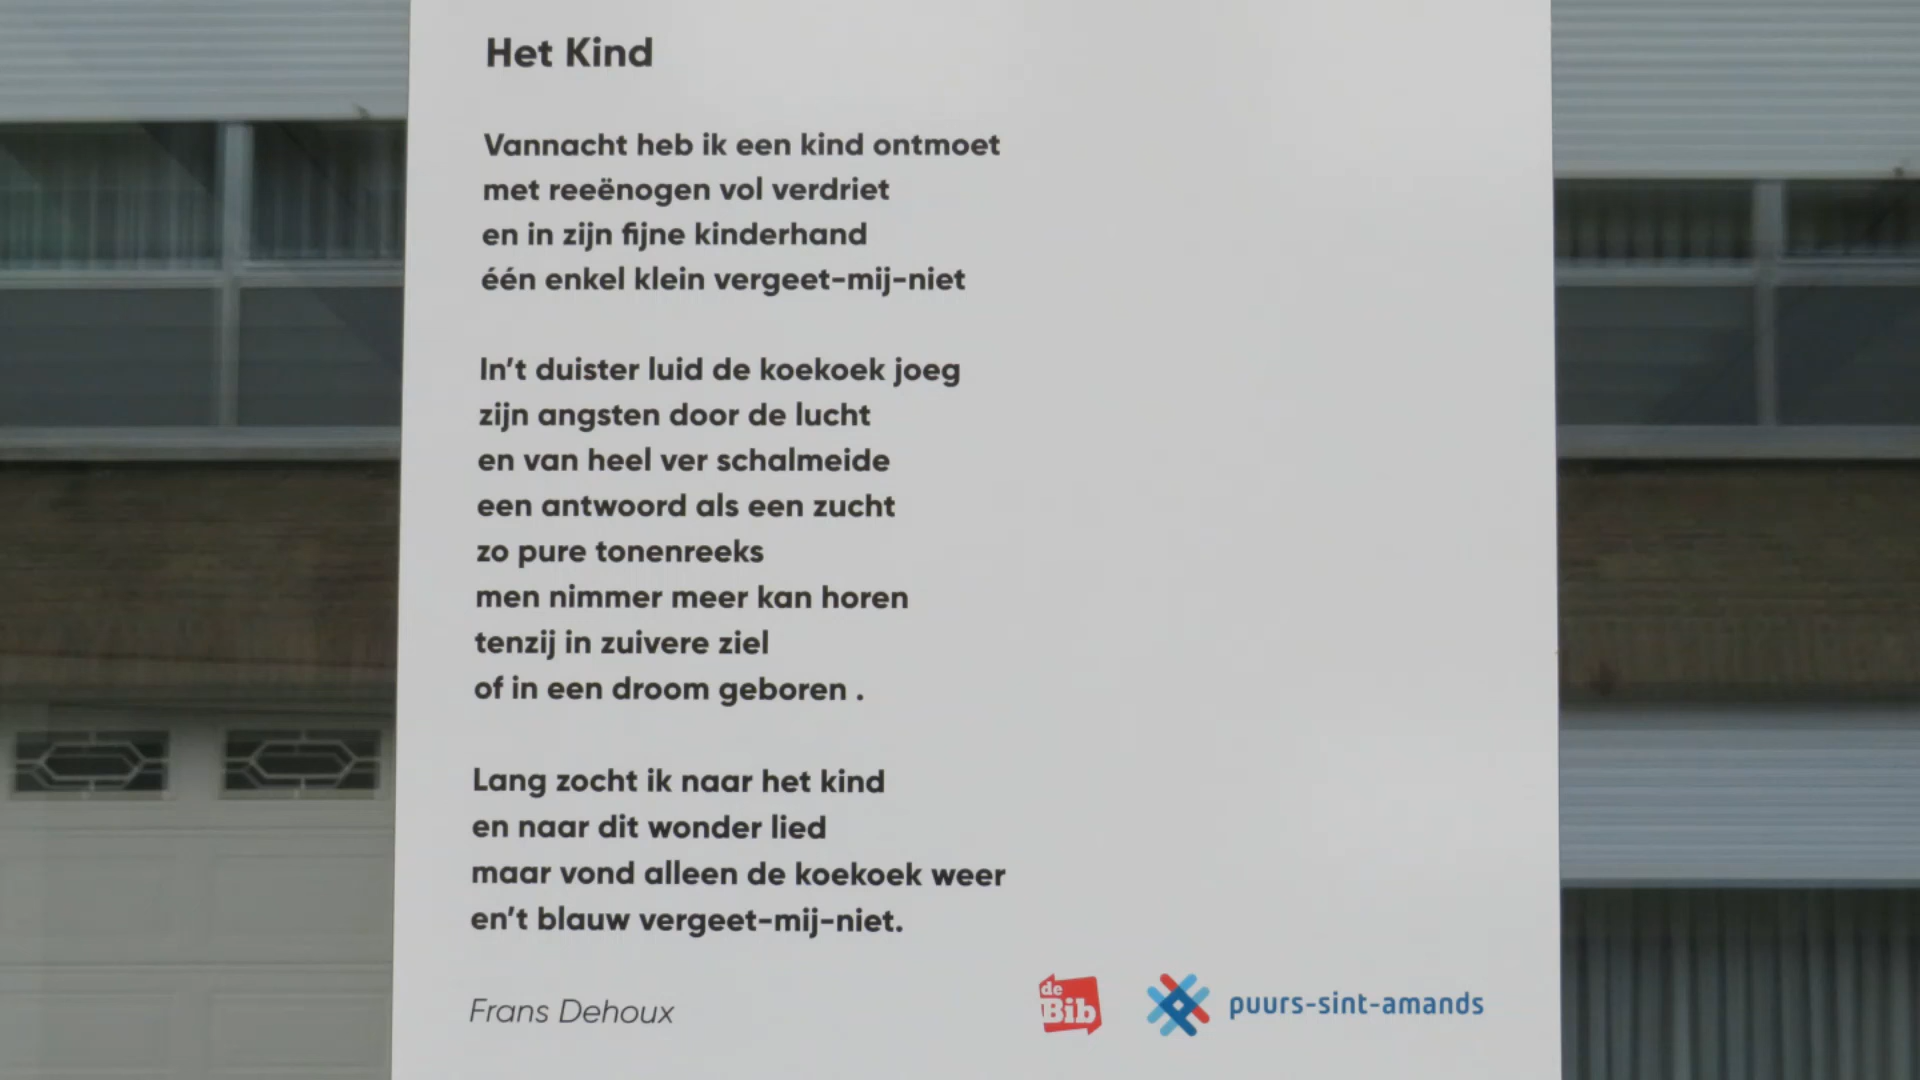 Het Kind
Vannacht heb ik een kind ontmoet
met reeënogen vol verdriet
en in zijn fijne kinderhand
één enkel klein vergeet-mij-niet
In't duister luid de koekoek joeg
zijn angsten door de lucht
en van heel ver schalmeide
een antwoord als een zucht
zo pure tonenreeks
men nimmer meer kan horen
tenzij in zuivere ziel
of in een droom geboren .
Lang zocht ik naar het kind
en naar dit wonder lied
maar vond alleen de koekoek weer
en't blauw vergeet-mij-niet.
Frans Dehoux
de
Bib
puurs-sint-amands